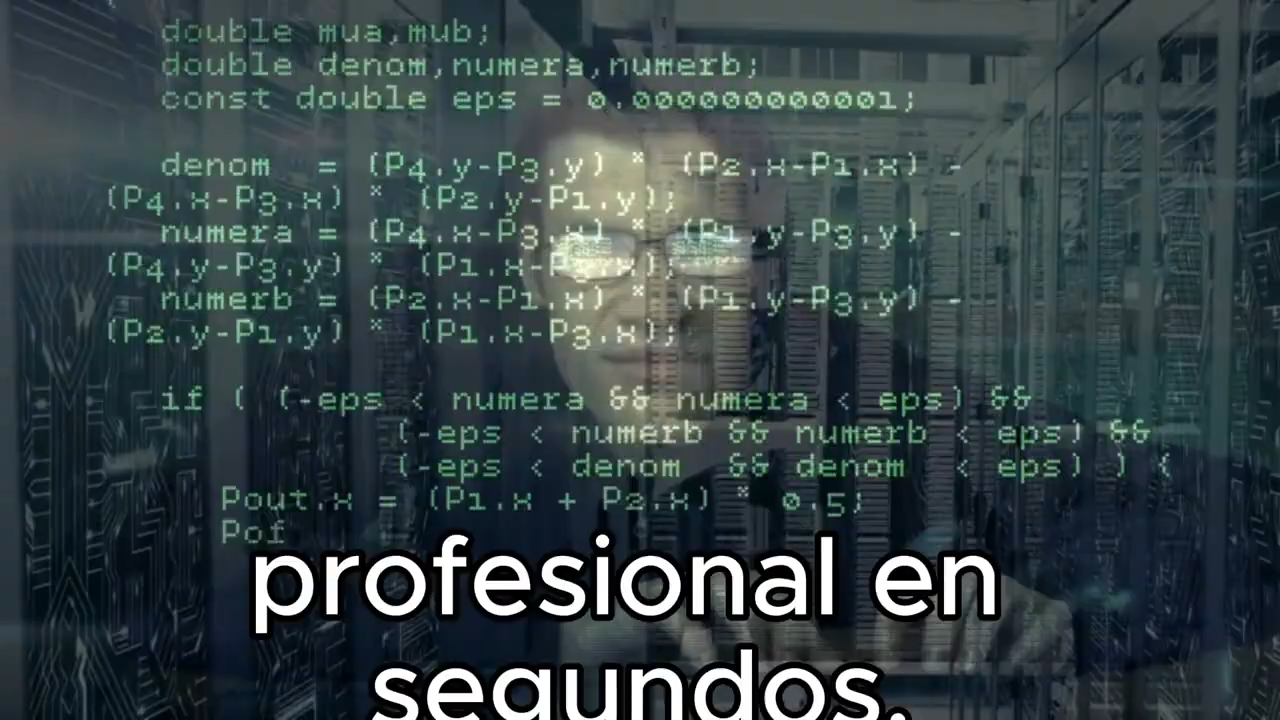 double mua,mub;
double denom,numera,numerb;
const double eps = 0.000000000001;
denom = (P4.y-P3.y) * (P2.x-P1.x) -
(P4.x-P3.x) * (P2.y-P1.y);
numera = (P4.x-P3.x) * (P1.y-P3.y) -
(P4.y-P3.y) * (P1.x-P3.x);
numerb = (P2.x-P1.x) * (P1.y-P3.y) -
(P2.y-P1.y) * (P1.x-P3.x);
if ( (-eps < numera && numera < eps) &&
(-eps < numerb && numerb < eps) &&
(-eps < denom && denom < eps) ) {
Pout.x = (P1.x + P2.x) * 0.5;
Pof
profesional en
segundos.